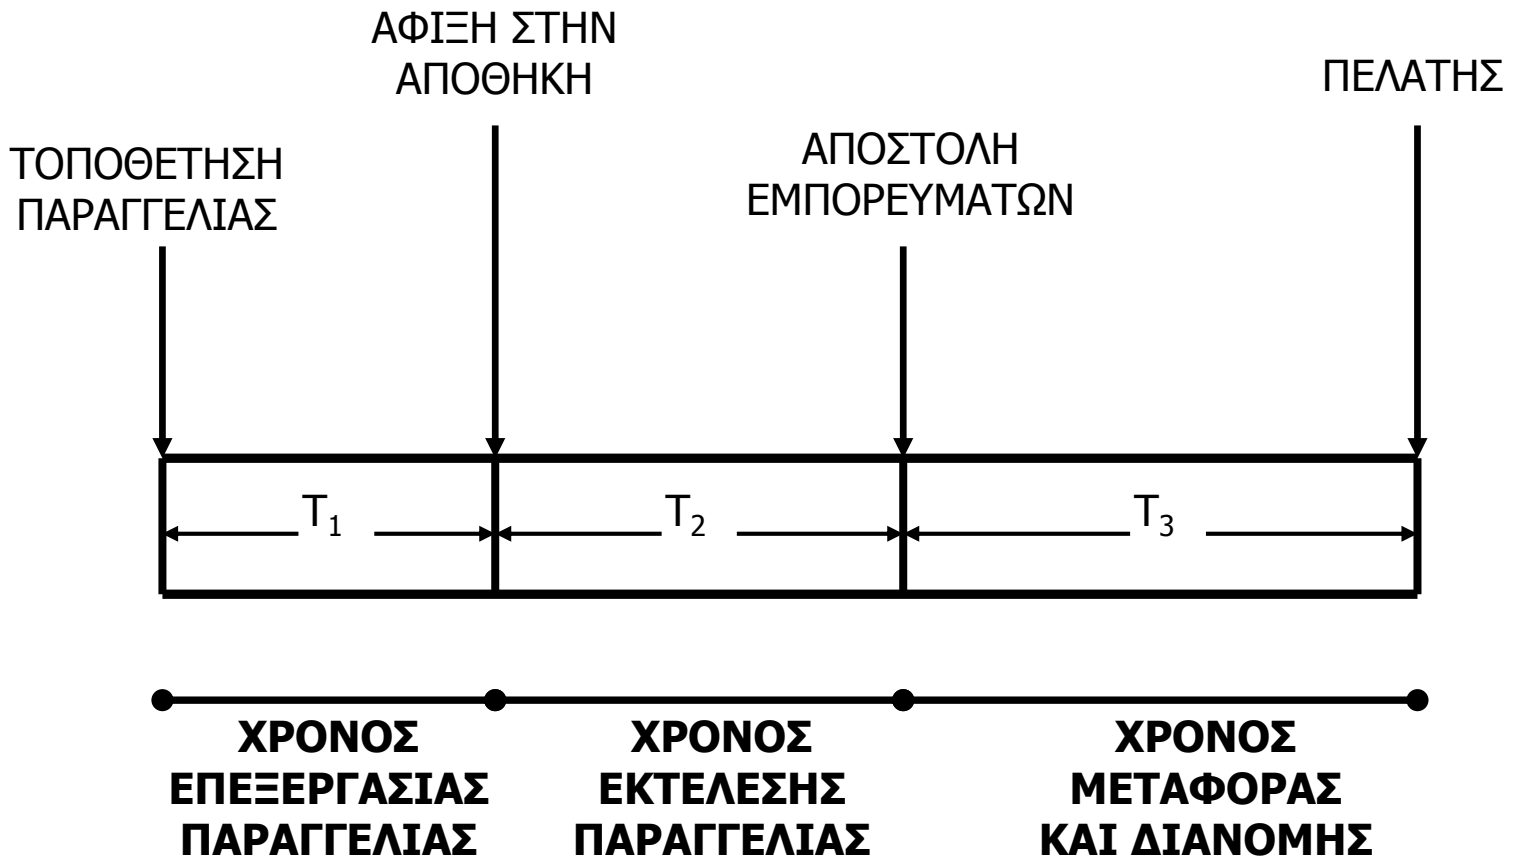 ΑΦΙΞΗ ΣΤΗΝ
ΑΠΟΘΗΚΗ
ΠΕΛΑΤΗΣ
ΤΟΠΟΘΕΤΗΣΗ
ΠΑΡΑΓΓΕΛΙΑΣ
ΑΠΟΣΤΟΛΗ
ΕΜΠΟΡΕΥΜΑΤΩΝ
T₁
T₂
T₃
ΧΡΟΝΟΣ
ΕΠΕΞΕΡΓΑΣΙΑΣ
ΠΑΡΑΓΓΕΛΙΑΣ
ΧΡΟΝΟΣ
ΕΚΤΕΛΕΣΗΣ
ΠΑΡΑΓΓΕΛΙΑΣ
ΧΡΟΝΟΣ
ΜΕΤΑΦΟΡΑΣ
ΚΑΙ ΔΙΑΝΟΜΗΣ